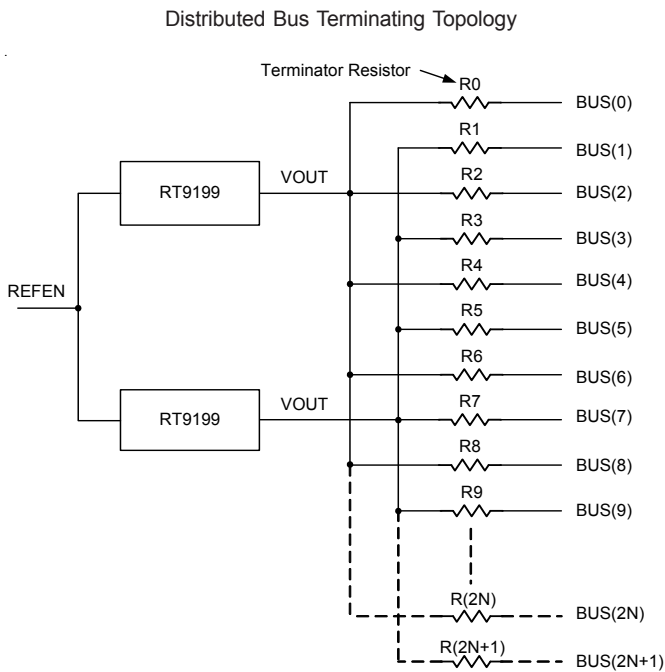 Distributed Bus Terminating Topology
Terminator Resistor
R0
BUS(0)
R1
BUS(1)
VOUT
RT9199
R2
BUS(2)
R3
BUS(3)
REFEN
R4
BUS(4)
R5
BUS(5)
R6
BUS(6)
VOUT
RT9199
R7
BUS(7)
R8
BUS(8)
R9
BUS(9)
R(2N)
BUS(2N)
R(2N+1)
BUS(2N+1)